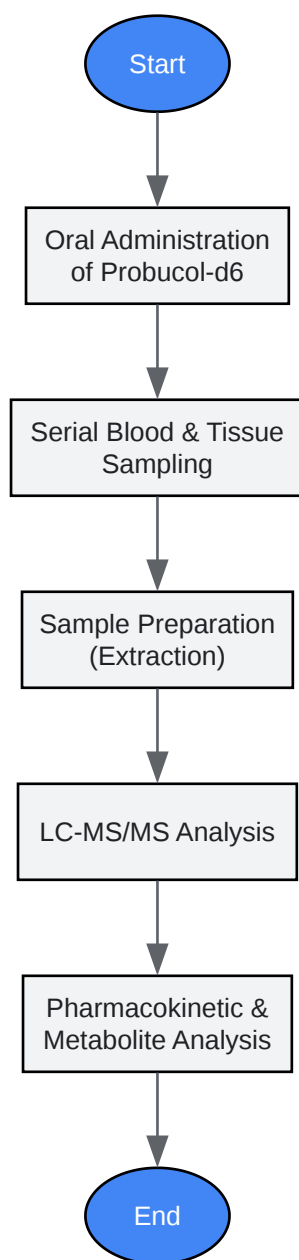 Start
Oral Administration
of Probucol-d6
Serial Blood & Tissue
Sampling
Sample Preparation
(Extraction)
LC-MS/MS Analysis
Pharmacokinetic &
Metabolite Analysis
End